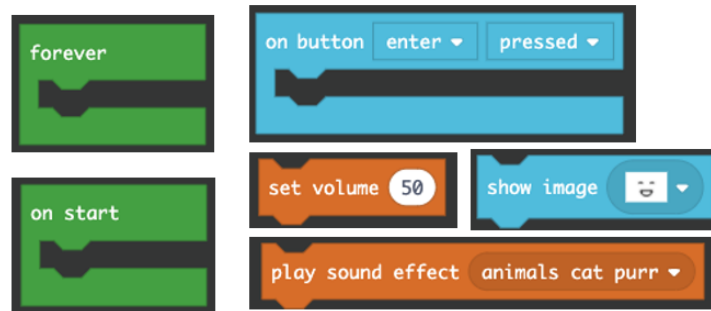 forever
on button enter pressed
set volume 50
show image
on start
play sound effect animals cat purr